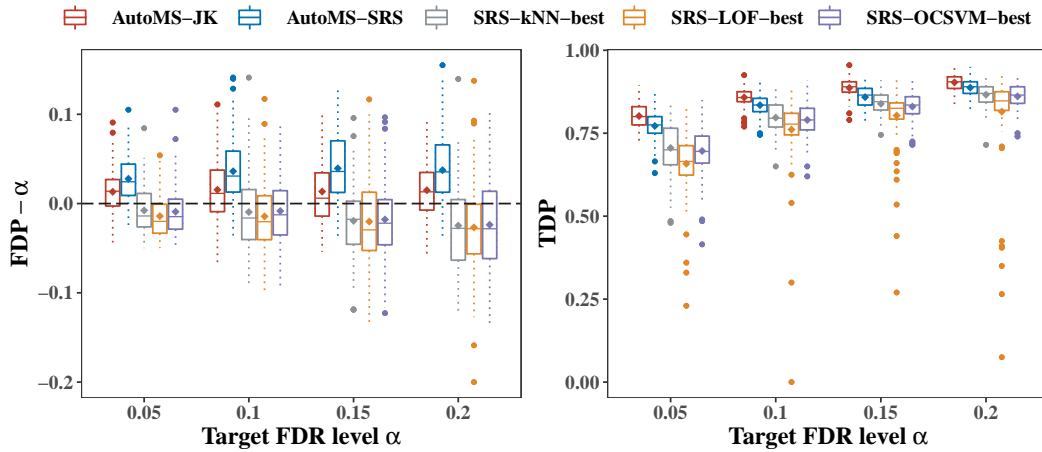 AutoMS−JK AutoMS−SRS SRS−kNN−best SRS−LOF−best SRS−OCSVM−best
FDP − α
0.1
0.0
−0.1
−0.2
0.05 0.1 0.15 0.2
Target FDR level α
TDP
1.00
0.75
0.50
0.25
0.00
0.05 0.1 0.15 0.2
Target FDR level α